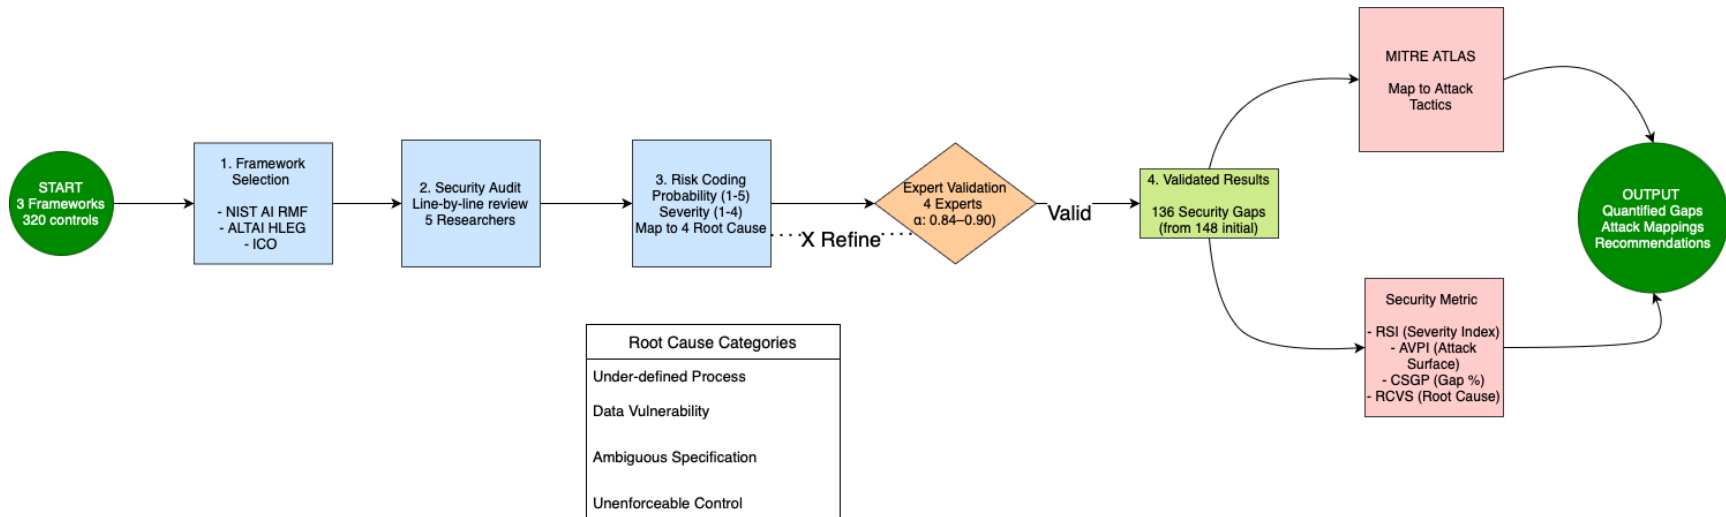 START
3 Frameworks
320 controls
1. Framework
Selection
- NIST AI RMF
- ALTAI HLEG
- ICO
2. Security Audit
Line-by-line review
5 Researchers
3. Risk Coding
Probability (1-5)
Severity (1-4)
Map to 4 Root Cause
X Refine
Expert Validation
4 Experts
α: 0.84–0.90)
Valid
4. Validated Results
136 Security Gaps
(from 148 initial)
MITRE ATLAS
Map to Attack
Tactics
Security Metric
- RSI (Severity Index)
- AVPI (Attack
Surface)
- CSGP (Gap %)
- RCVS (Root Cause)
OUTPUT
Quantified Gaps
Attack Mappings
Recommendations
Root Cause Categories
Under-defined Process
Data Vulnerability
Ambiguous Specification
Unenforceable Control